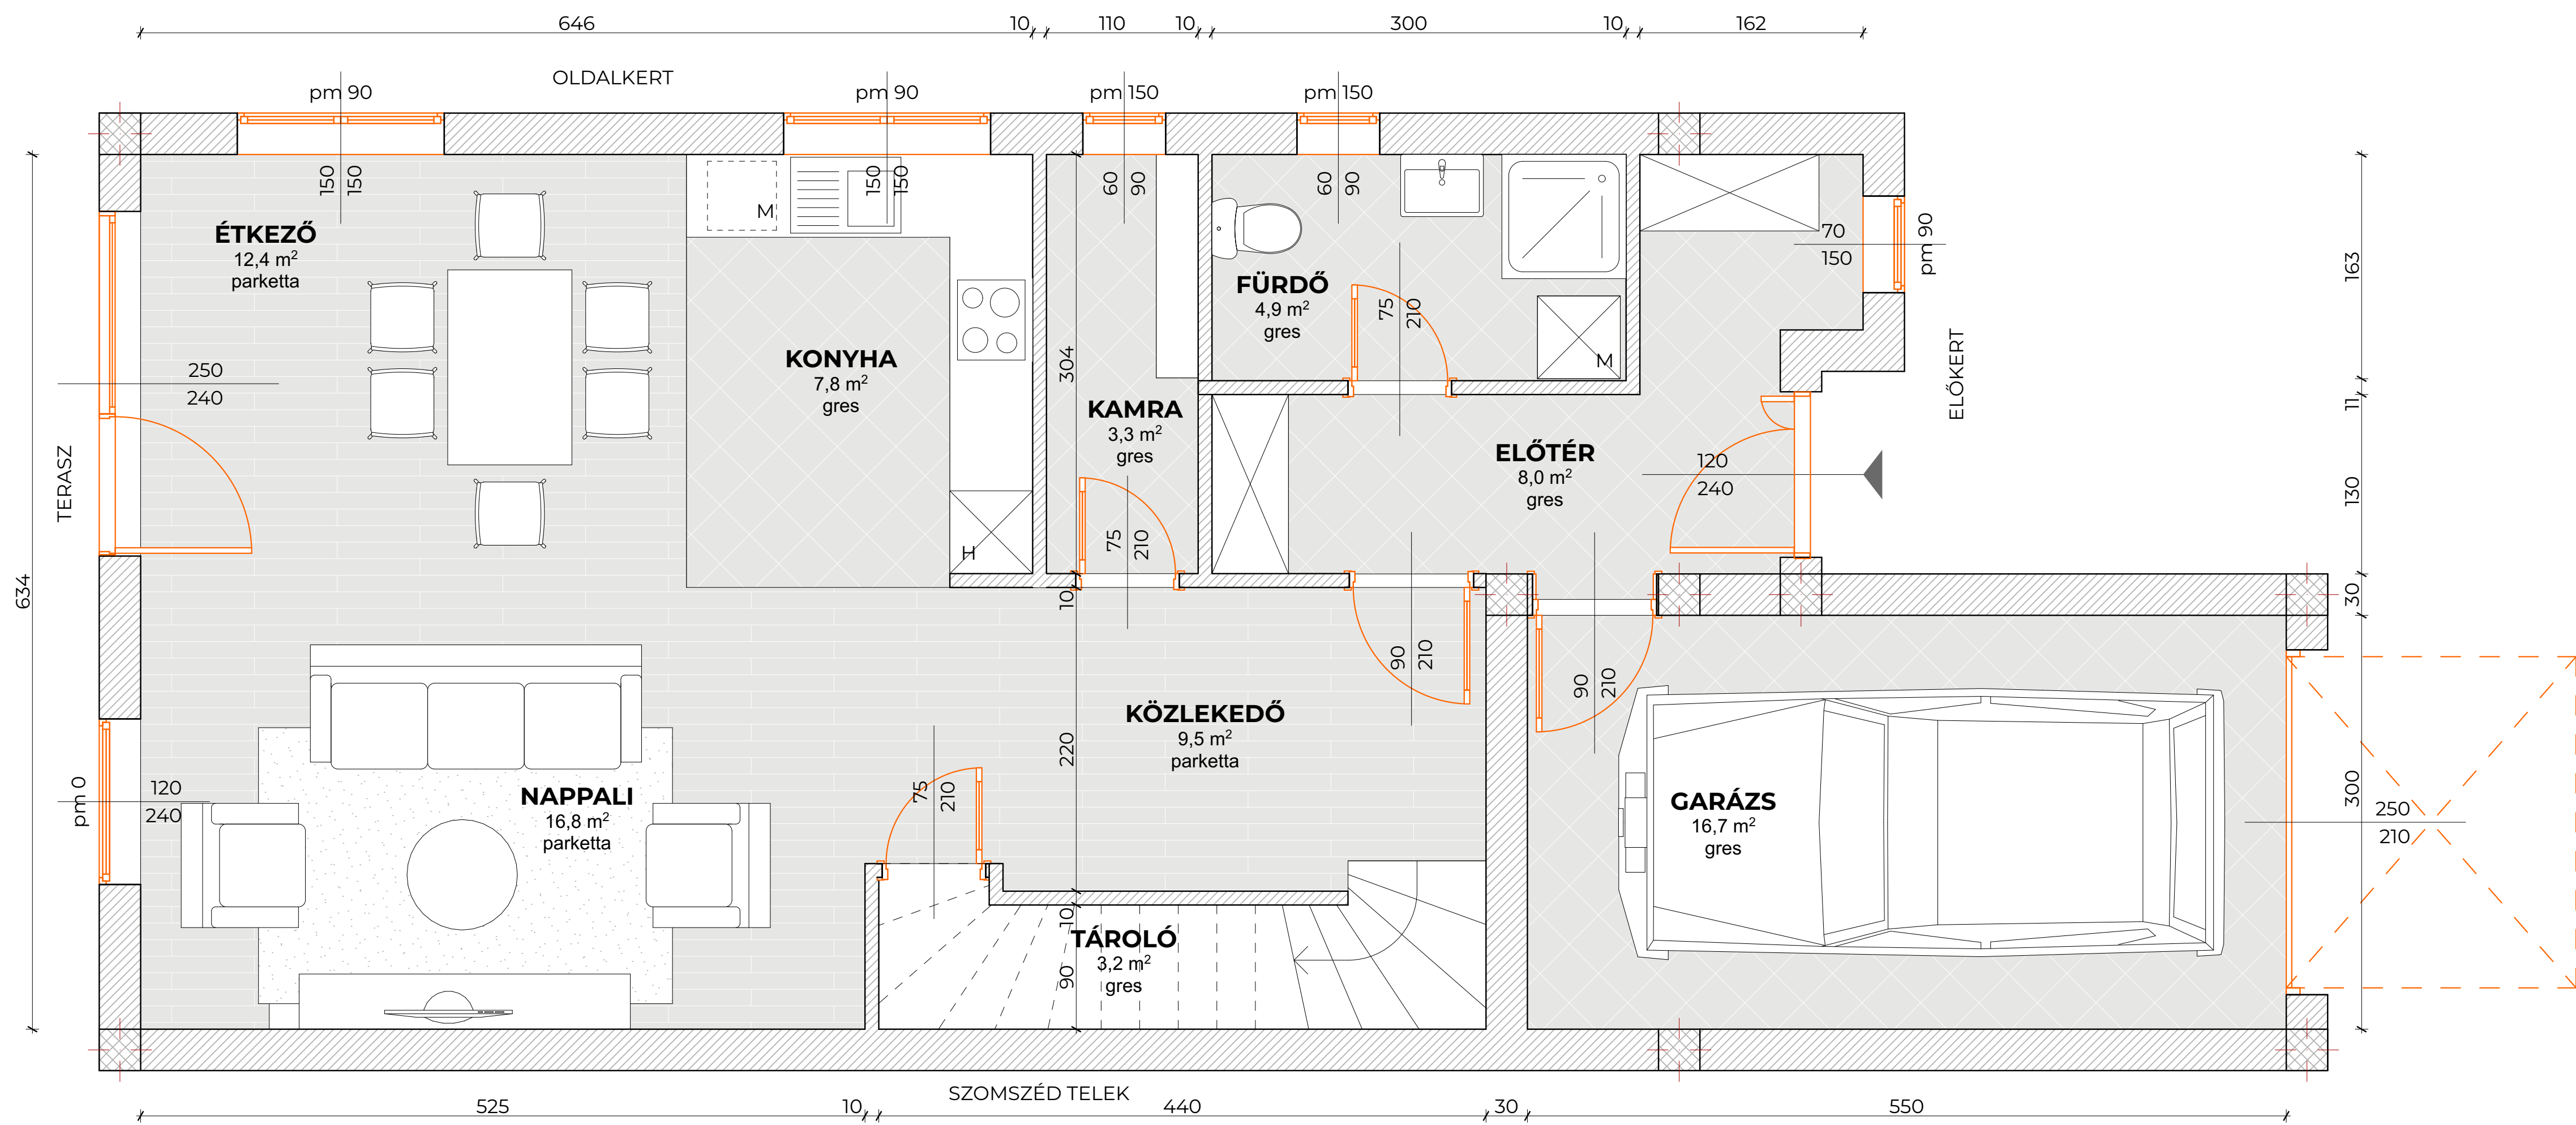 646
10
110
10
300
10
162
OLDALKERT
pm 90
pm 90
pm 150
pm 150
150
150
150
150
60
90
60
90
M
ÉTKEZŐ
12,4 m²
parketta
KONYHA
7,8 m²
gres
FÜRDŐ
4,9 m²
gres
75
210
M
70
150
pm 90
ELŐKERT
163
11
130
30
300
304
KAMRA
3,3 m²
gres
75
210
H
250
240
TERASZ
634
ELŐTÉR
8,0 m²
gres
120
240
10
90
210
90
210
KÖZLEKEDŐ
9,5 m²
parketta
220
75
210
NAPPALI
16,8 m²
parketta
pm 0
120
240
GARÁZS
16,7 m²
gres
250
210
10
TÁROLÓ
3,2 m²
gres
90
SZOMSZÉD TELEK
525
10
440
30
550